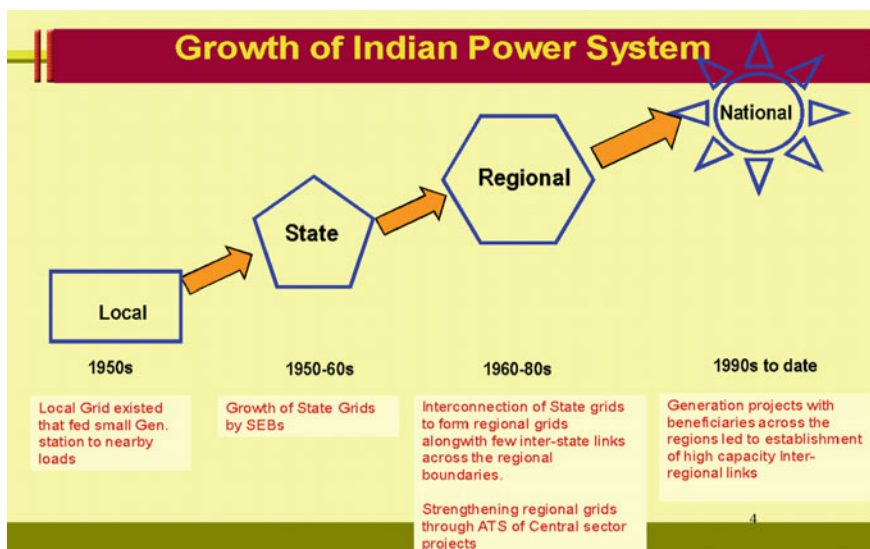 Growth of Indian Power System
National
Regional
State
Local
1950s
1950-60s
1960-80s
1990s to date
Local Grid existed
that fed small Gen.
station to nearby
loads
Growth of State Grids
by SEBs
Interconnection of State grids
to form regional grids
alongwith few inter-state links
across the regional
boundaries.
Strengthening regional grids
through ATS of Central sector
projects
Generation projects with
beneficiaries across the
regions led to establishment
of high capacity Inter-
regional links
4